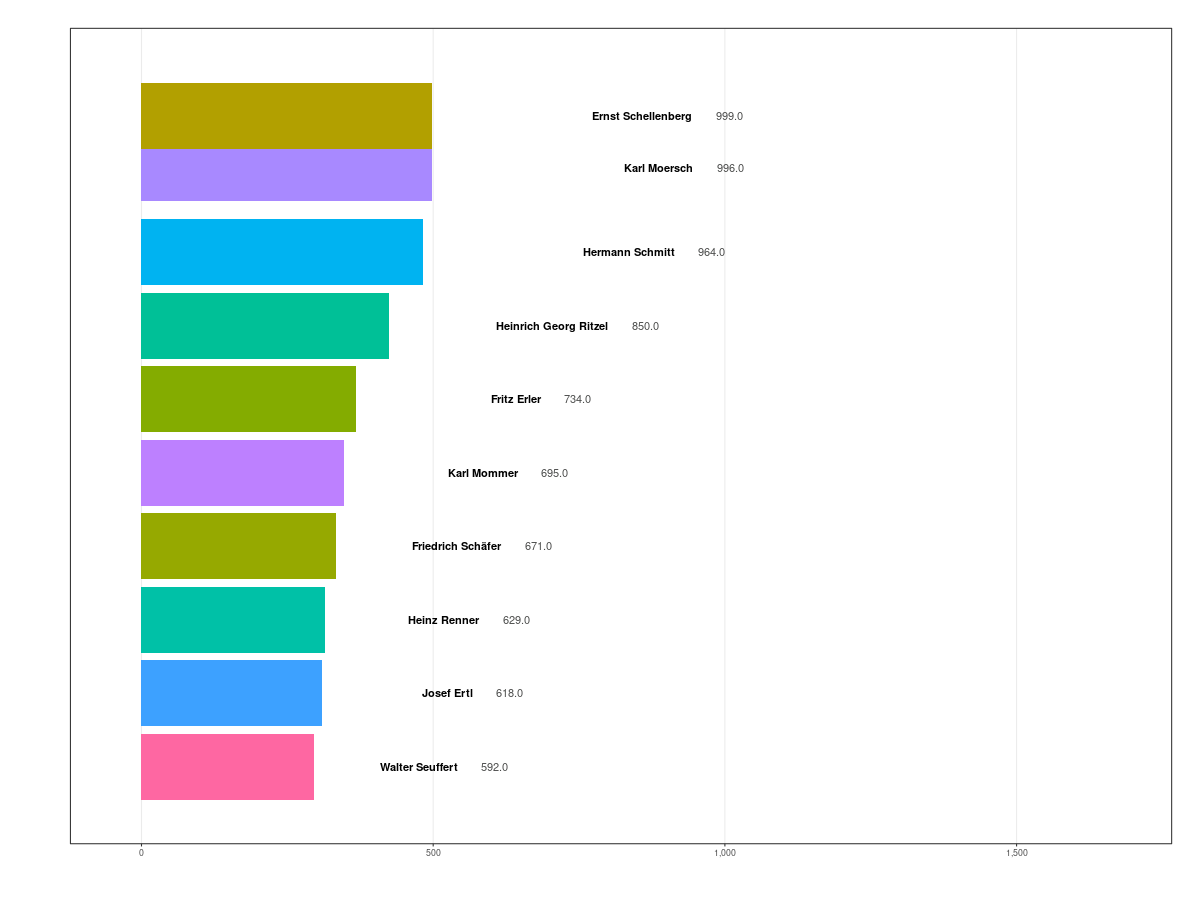 Ernst Schellenberg 999.0
Karl Moersch 996.0
Hermann Schmitt 964.0
Heinrich Georg Ritzel 850.0
Fritz Erler 734.0
Karl Mommer 695.0
Friedrich Schäfer 671.0
Heinz Renner 629.0
Josef Ertl 618.0
Walter Seuffert 592.0
0 500 1,000 1,500